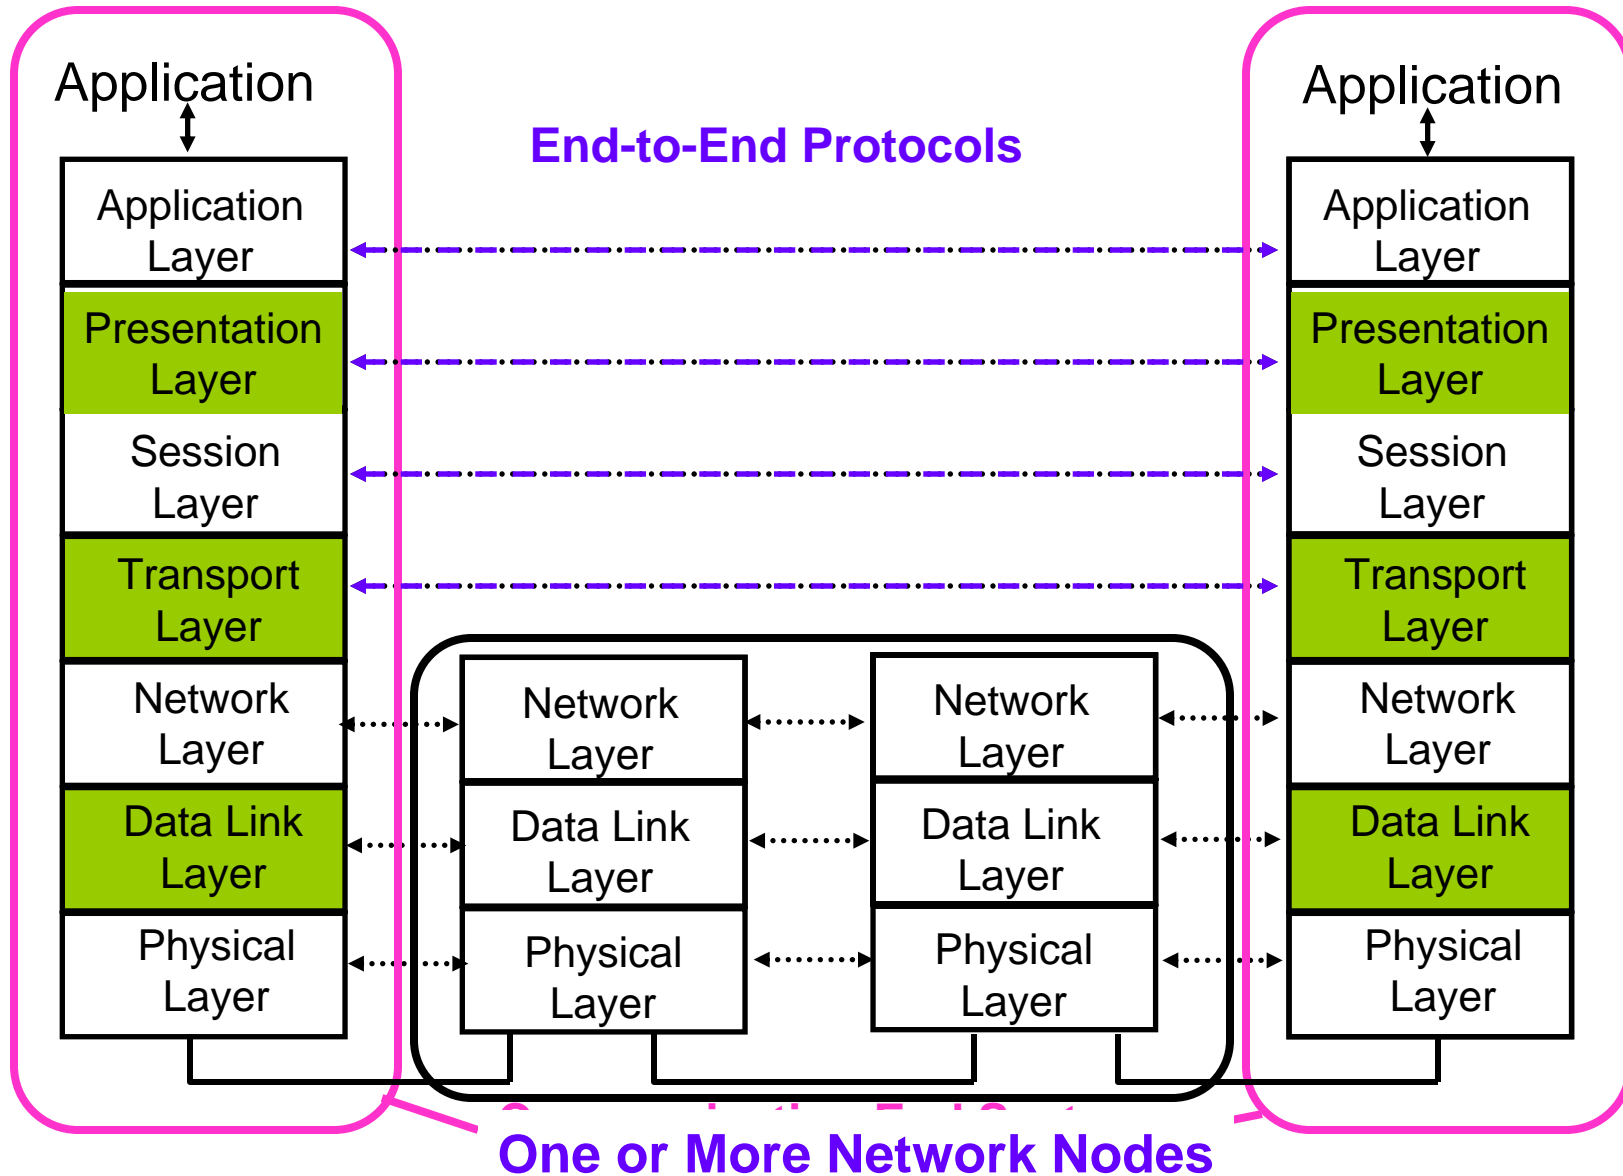 Application
Application
End-to-End Protocols
Application
Layer
Presentation
Layer
Session
Layer
Transport
Layer
Network
Layer
Data Link
Layer
Physical
Layer
Network
Layer
Data Link
Layer
Physical
Layer
Network
Layer
Data Link
Layer
Physical
Layer
Application
Layer
Presentation
Layer
Session
Layer
Transport
Layer
Network
Layer
Data Link
Layer
Physical
Layer
One or More Network Nodes